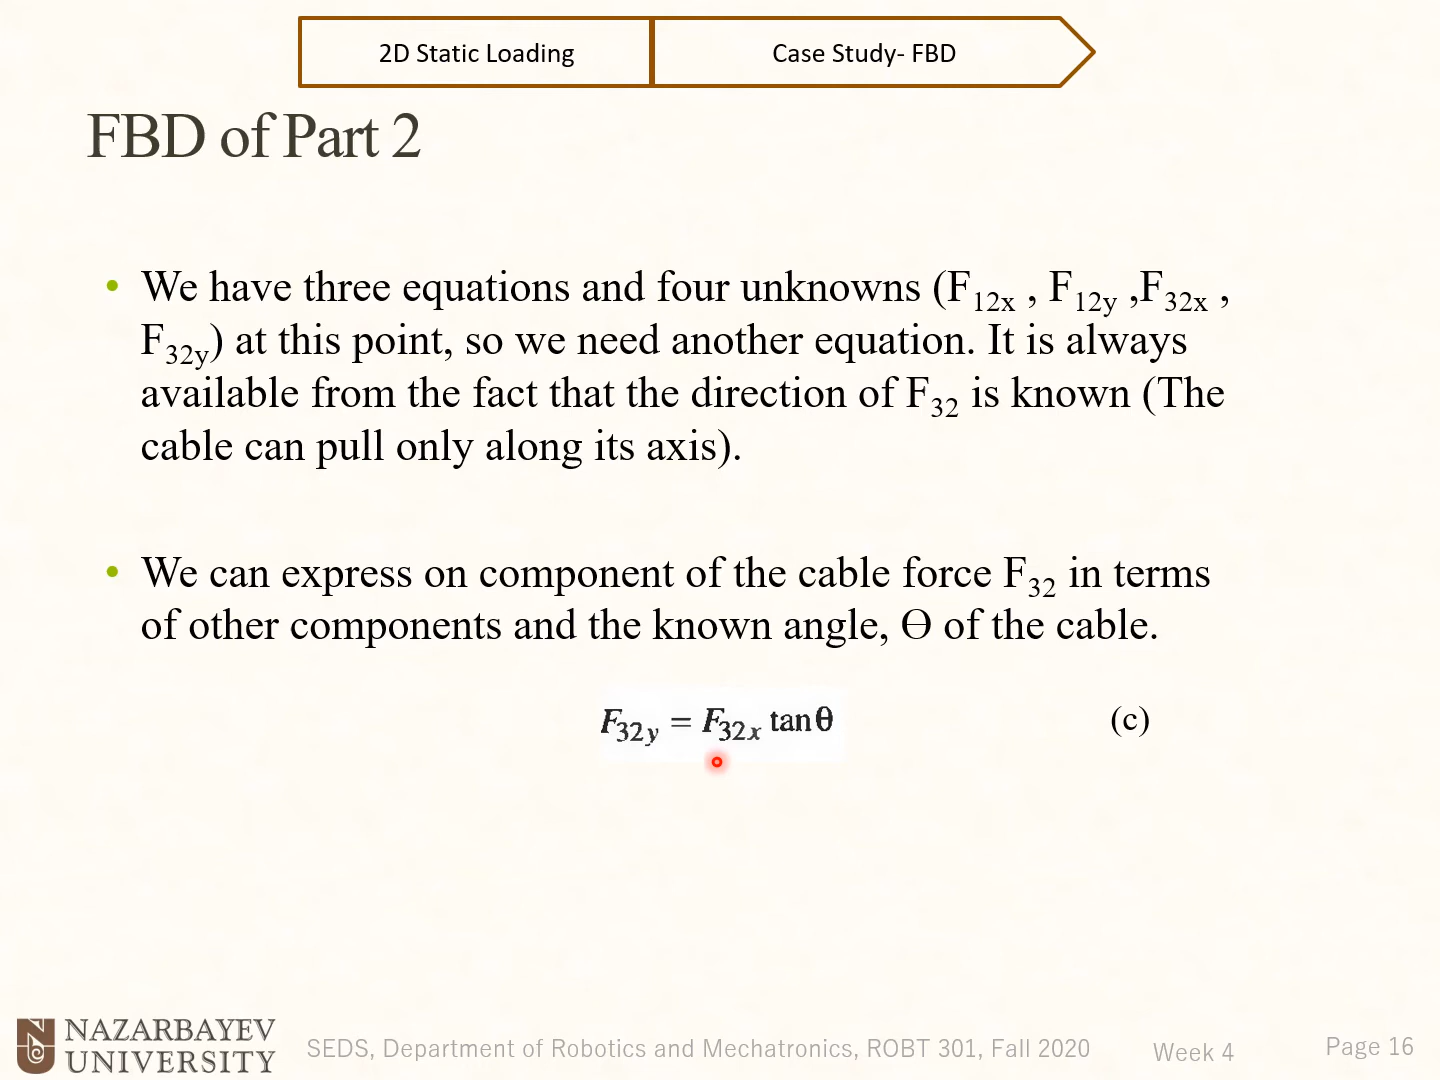 2D Static Loading
Case Study- FBD
FBD of Part 2
• We have three equations and four unknowns (F12x , F12y ,F32x ,
F32y) at this point, so we need another equation. It is always
available from the fact that the direction of F32 is known (The
cable can pull only along its axis).
• We can express on component of the cable force F32 in terms
of other components and the known angle, Ө of the cable.
F32y = F32x tan θ
(c)
NAZARBAYEV
UNIVERSITY
SEDS, Department of Robotics and Mechatronics, ROBT 301, Fall 2020
Week 4
Page 16